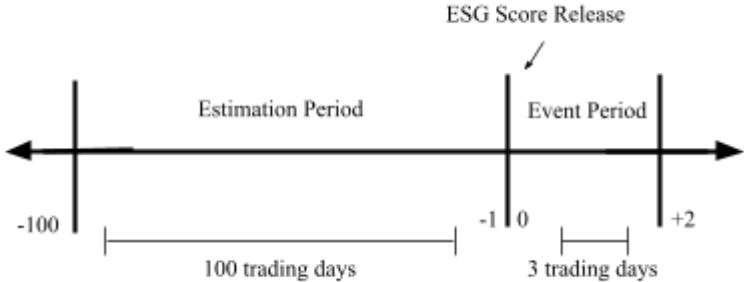 ESG Score Release
Estimation Period
Event Period
-100
-1
0
+2
100 trading days
3 trading days